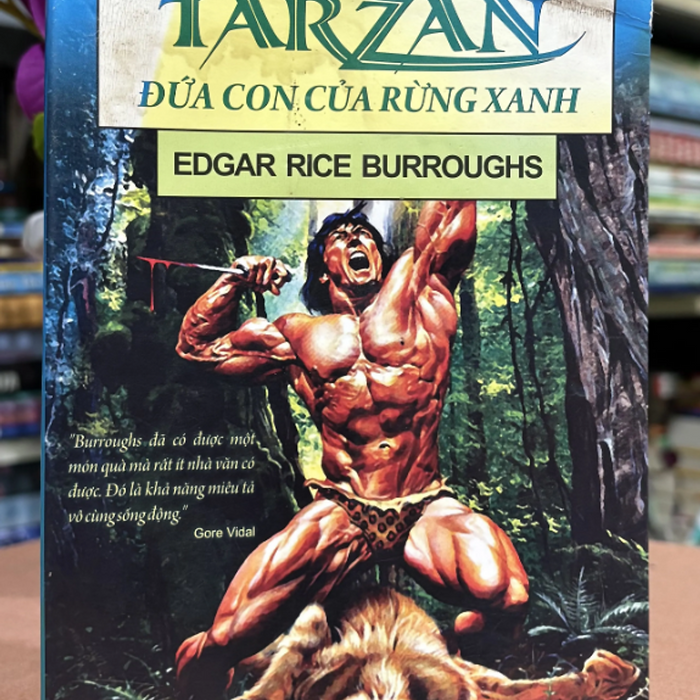 TARZAN
ĐỨA CON CỦA RỪNG XANH
EDGAR RICE BURROUGHS
"Burroughs đã có được một
món quà mà rất ít nhà văn có
được. Đó là khả năng miêu tả
vô cùng sống động."
Gore Vidal